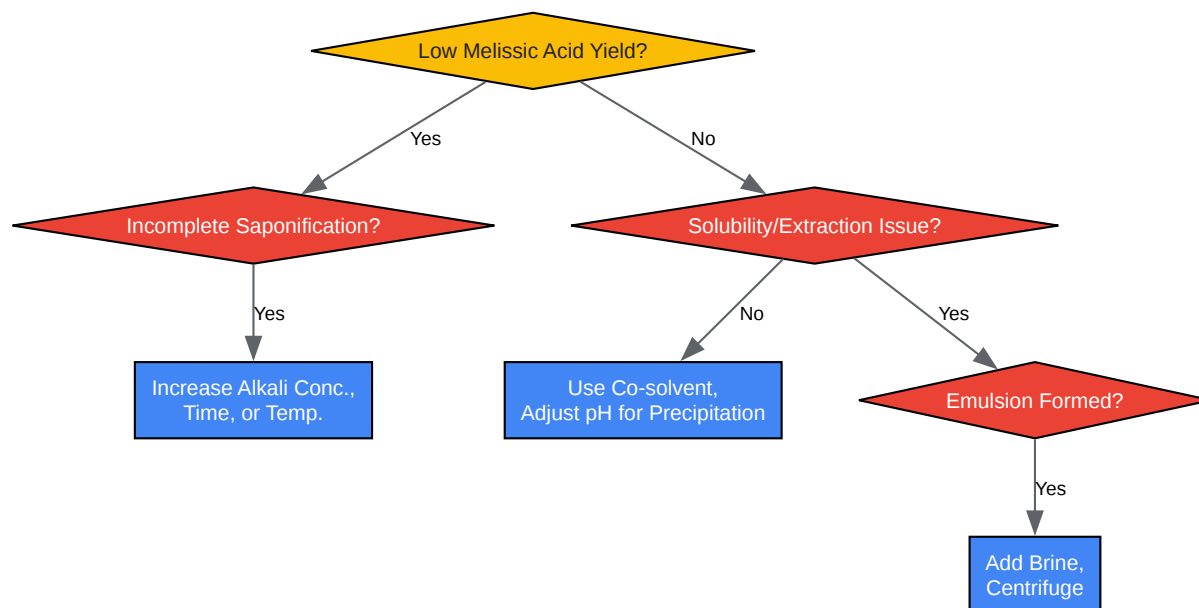 Low Melissic Acid Yield?
Yes
No
Incomplete Saponification?
Solubility/Extraction Issue?
Yes
No
Yes
Increase Alkali Conc.,
Time, or Temp.
Use Co-solvent,
Adjust pH for Precipitation
Emulsion Formed?
Yes
Add Brine,
Centrifuge